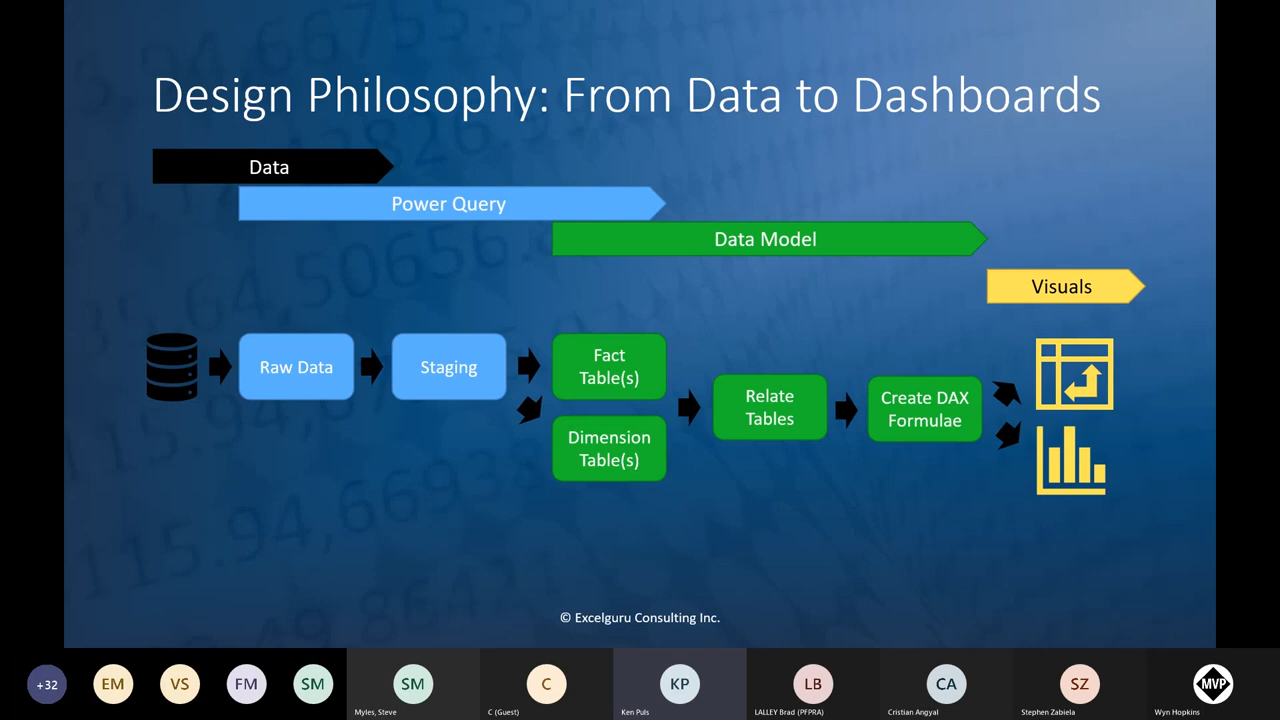 Design Philosophy: From Data to Dashboards
Data
Power Query
Data Model
Visuals
Raw Data
Staging
Fact
Table(s)
Dimension
Table(s)
Relate
Tables
Create DAX
Formulae
© Excelguru Consulting Inc.
+32
EM
VS
FM
SM
SM
Myles, Steve
C
C (Guest)
KP
Ken Puls
LB
LALLEY Brad (PFPRA)
CA
Cristian Angyal
SZ
Stephen Zabiela
MVP
Wyn Hopkins